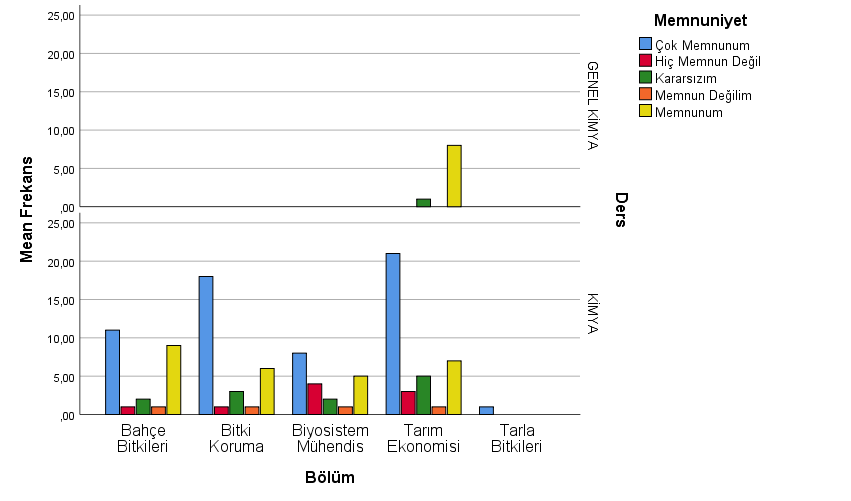 Mean Frekans
25,00
20,00
15,00
10,00
5,00
,00
GENEL KİMYA
25,00
20,00
15,00
10,00
5,00
,00
KİMYA
Ders
Bahçe
Bitkileri
Bitki
Koruma
Biyosistem
Mühendis
Tarım
Ekonomisi
Tarla
Bitkileri
Bölüm
Memnuniyet
Çok Memnunum
Hiç Memnun Değil
Kararsızım
Memnun Değilim
Memnunum